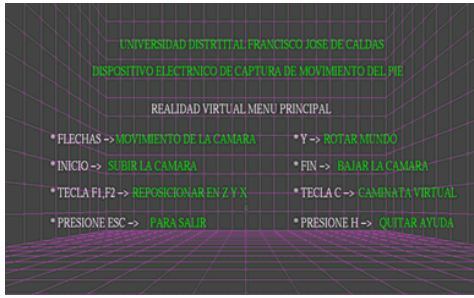 UNIVERSIDAD DISTRTITAL FRANCISCO JOSE DE CALDAS
DISPOSITIVO ELECTRNICO DE CAPTURA DE MOVIMIENTO DEL PIE
REALIDAD VIRTUAL MENU PRINCIPAL
* FLECHAS -> MOVIMIENTO DE LA CAMARA * Y -> ROTAR MUNDO
* INICIO -> SUBIR LA CAMARA * FIN -> BAJAR LA CAMARA
* TECLA F1,F2 -> REPOSICIONAR EN Z Y X * TECLA C -> CAMINATA VIRTUAL
* PRESIONE ESC -> PARA SALIR * PRESIONE H -> QUITAR AYUDA